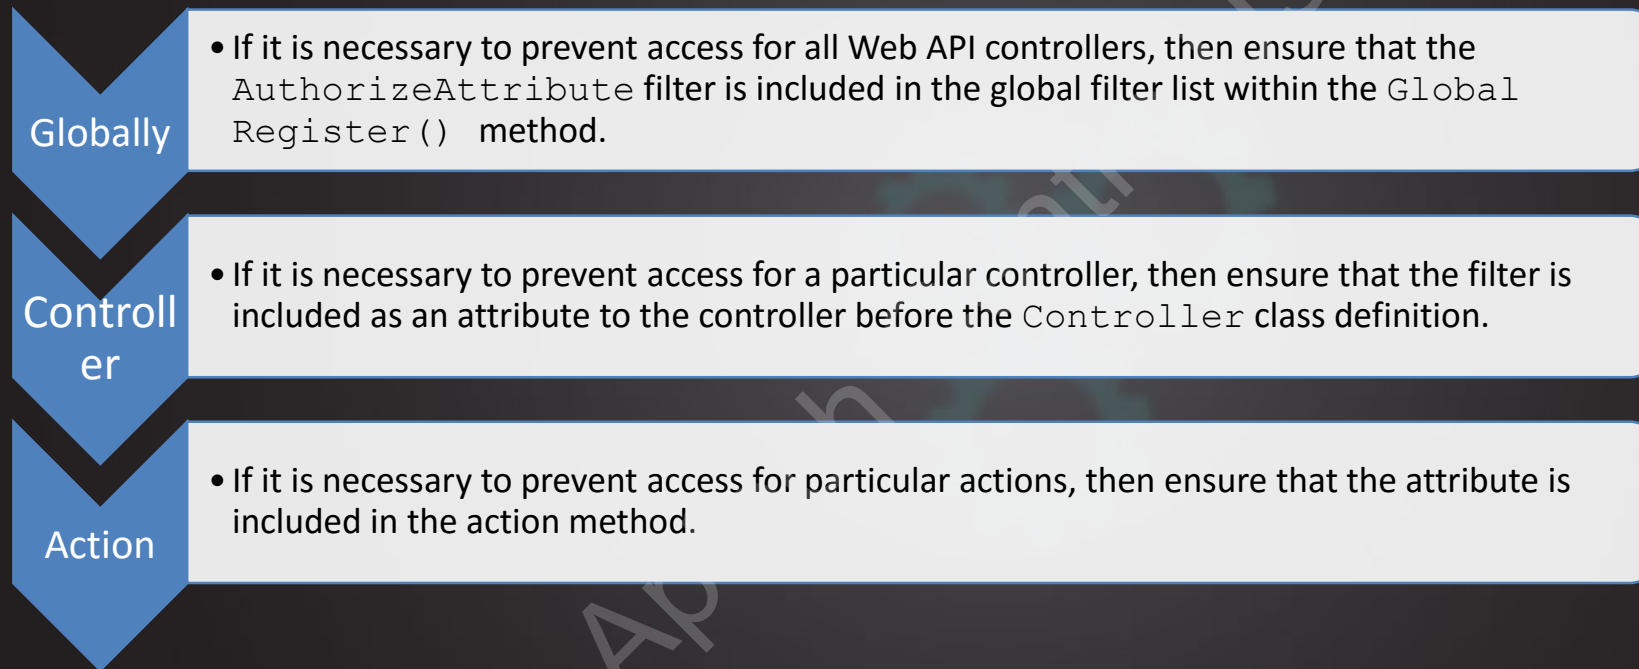 Globally
• If it is necessary to prevent access for all Web API controllers, then ensure that the
AuthorizeAttribute filter is included in the global filter list within the Global
Register() method.
Controll
er
• If it is necessary to prevent access for a particular controller, then ensure that the filter is
included as an attribute to the controller before the Controller class definition.
Action
• If it is necessary to prevent access for particular actions, then ensure that the attribute is
included in the action method.